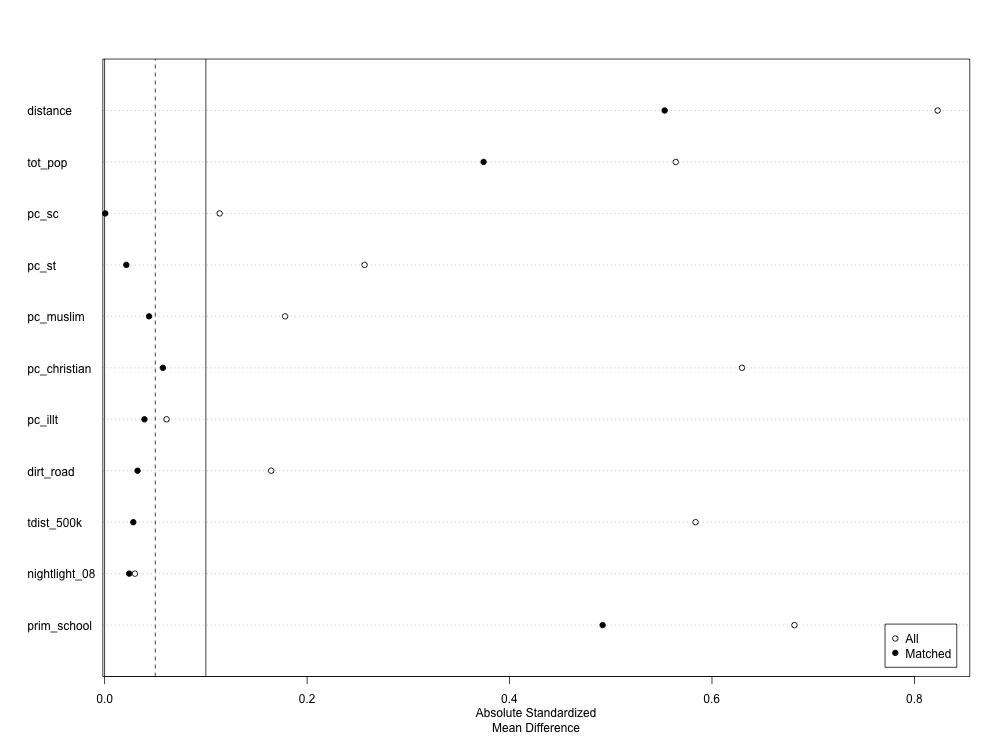 distance
tot_pop
pc_sc
pc_st
pc_muslim
pc_christian
pc_illt
dirt_road
tdist_500k
nightlight_08
prim_school
All
Matched
0.0 0.2 0.4 0.6 0.8
Absolute Standardized
Mean Difference